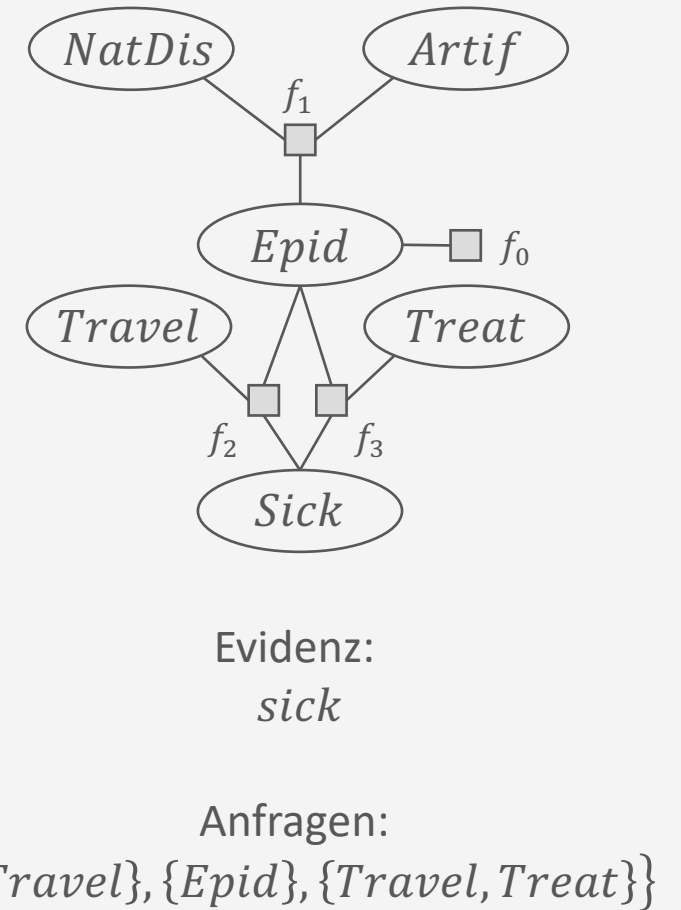 NatDis Artif
f₁
Epid f₀
Travel Treat
f₂ f₃
Sick
Evidenz:
sick
Anfragen:
Travel}, {Epid}, {Travel, Treat}}